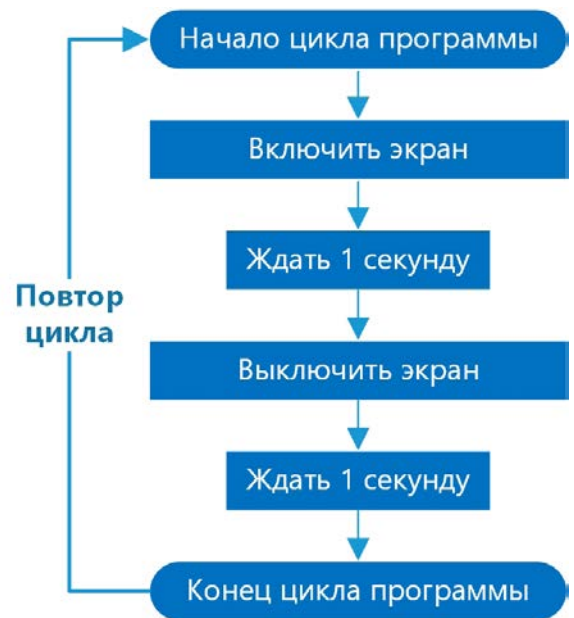 Начало цикла программы
Включить экран
Ждать 1 секунду
Повтор
цикла
Выключить экран
Ждать 1 секунду
Конец цикла программы